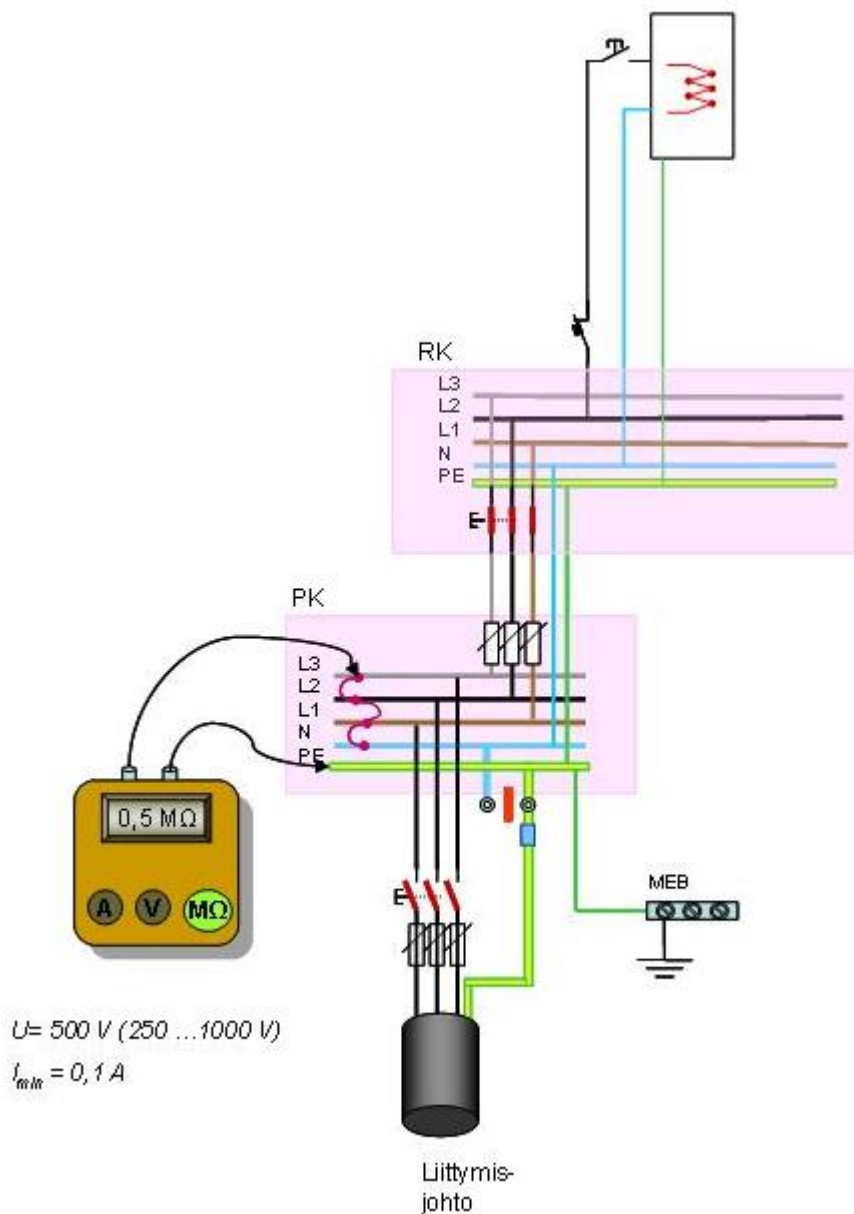 RK
L3
L2
L1
N
PE
PK
L3
L2
L1
N
PE
0,5 MΩ
A V MΩ
MEB
U= 500 V (250 ...1000 V)
Imin = 0,1 A
Liittymis-
johto